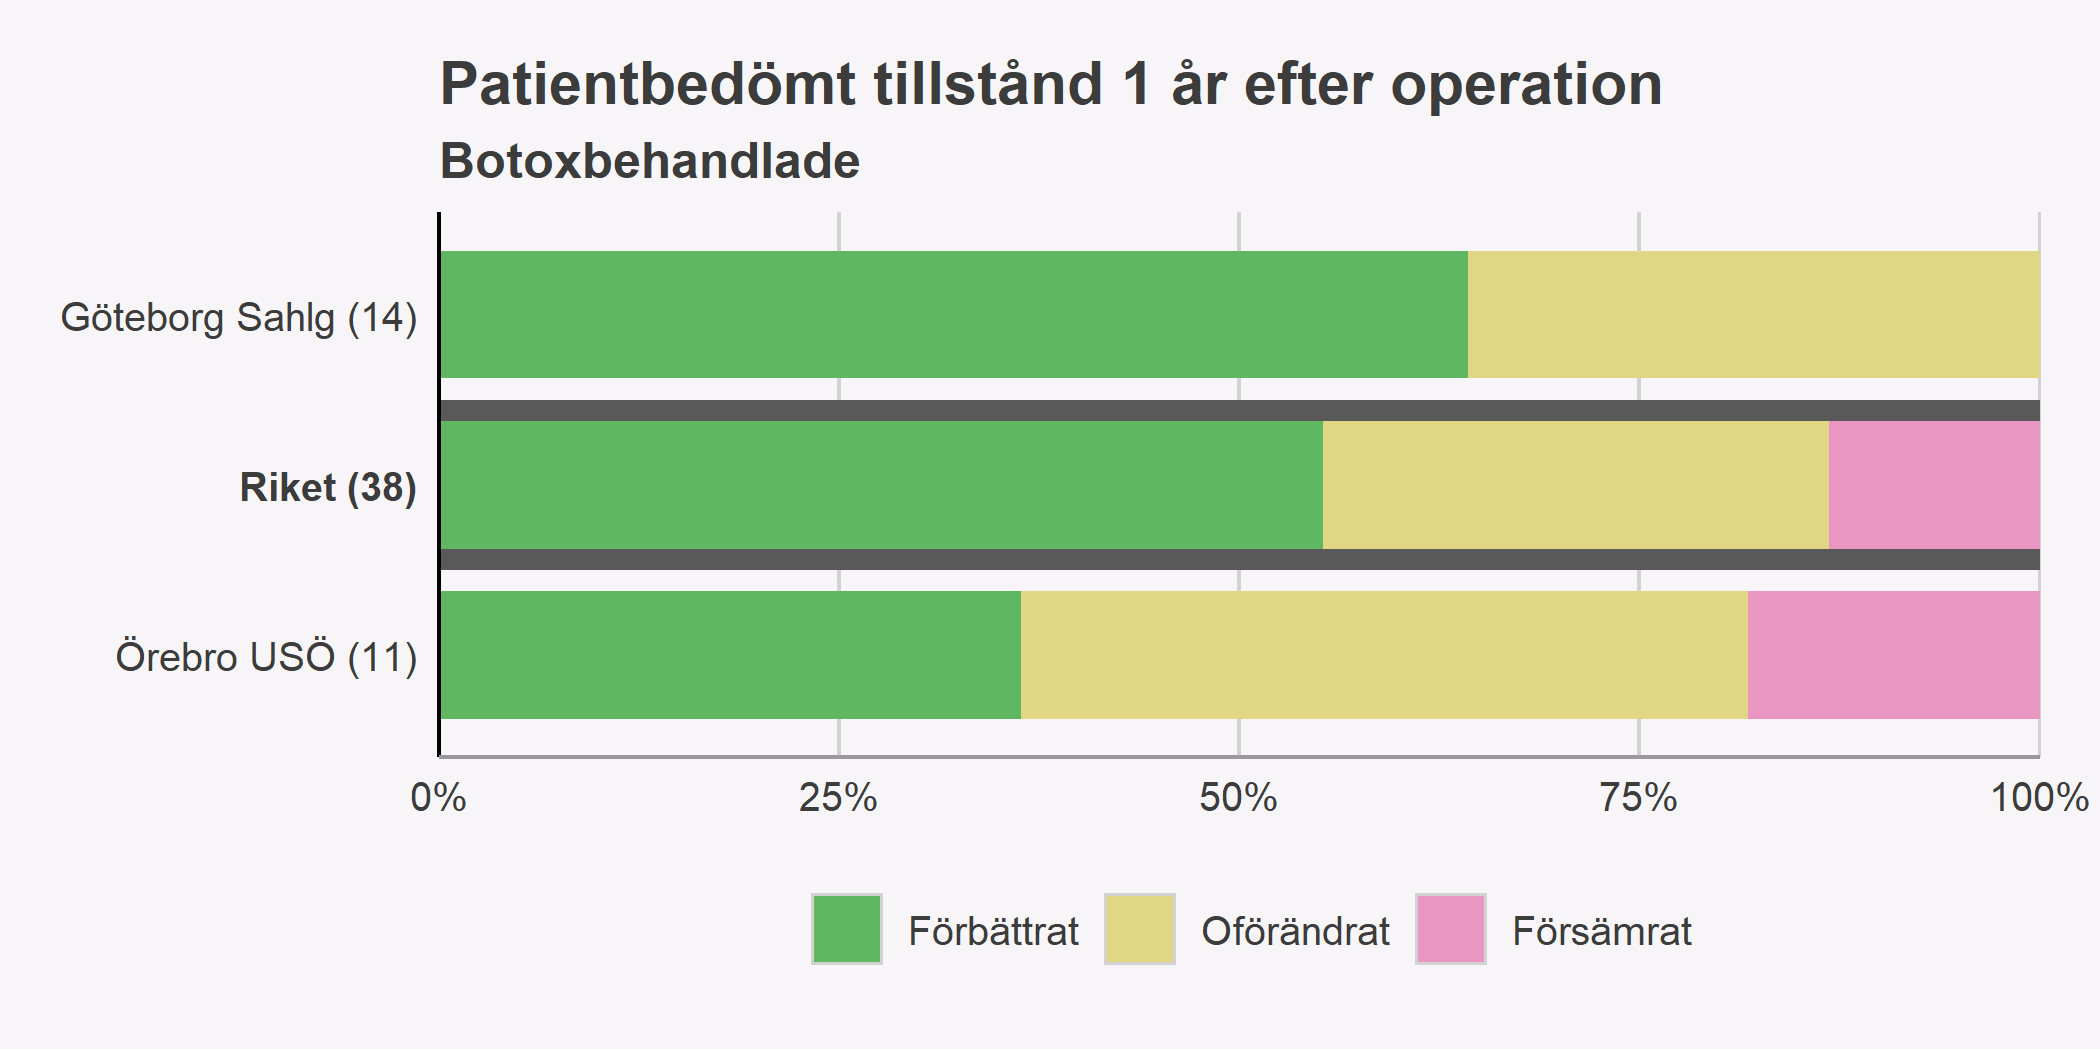 Patientbedömt tillstånd 1 år efter operation
Botoxbehandlade
Göteborg Sahlg (14)
Riket (38)
Örebro USÖ (11)
0% 25% 50% 75% 100%
Förbättrat Oförändrat Försämrat